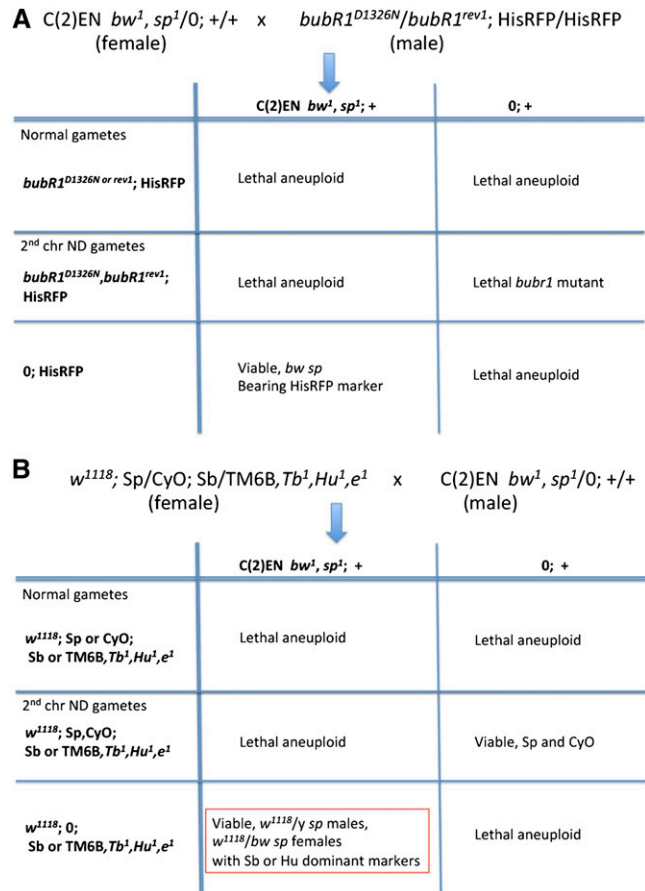 A C(2)EN bw¹, sp¹/0; +/+ x bubR1ᴰ¹³²⁶ᴺ/bubR1ʳᵉᵛ¹; HisRFP/HisRFP
(female) (male)
C(2)EN bw¹, sp¹; + 0; +
Normal gametes
bubR1ᴰ¹³²⁶ᴺ ᵒʳ ʳᵉᵛ¹; HisRFP Lethal aneuploid Lethal aneuploid
2ⁿᵈ chr ND gametes
bubR1ᴰ¹³²⁶ᴺ,bubR1ʳᵉᵛ¹; Lethal aneuploid Lethal bubr1 mutant
HisRFP
0; HisRFP Viable, bw sp Lethal aneuploid
Bearing HisRFP marker
B w¹¹¹⁸; Sp/CyO; Sb/TM6B,Tb¹,Hu¹,e¹ x C(2)EN bw¹, sp¹/0; +/+
(female) (male)
C(2)EN bw¹, sp¹; + 0; +
Normal gametes
w¹¹¹⁸; Sp or CyO; Lethal aneuploid Lethal aneuploid
Sb or TM6B,Tb¹,Hu¹,e¹
2ⁿᵈ chr ND gametes
w¹¹¹⁸; Sp,CyO; Lethal aneuploid Viable, Sp and CyO
Sb or TM6B,Tb¹,Hu¹,e¹
w¹¹¹⁸; 0; Viable, w¹¹¹⁸/y sp males, Lethal aneuploid
Sb or TM6B,Tb¹,Hu¹,e¹ w¹¹¹⁸/bw sp females
with Sb or Hu dominant markers